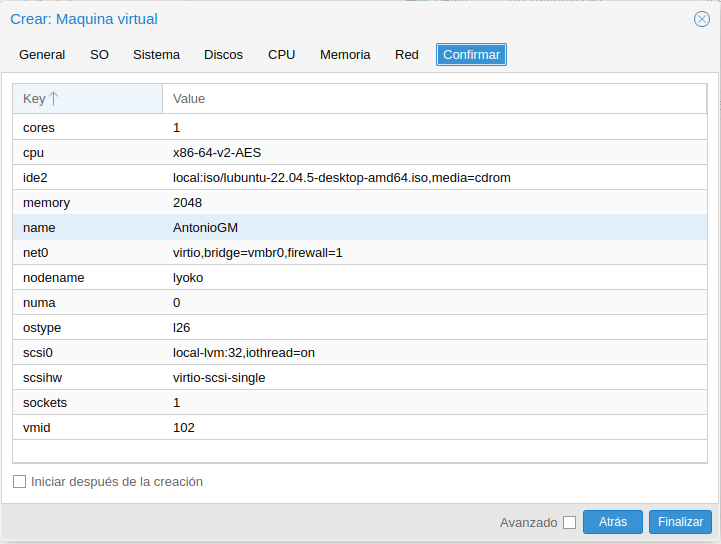 Crear: Maquina virtual
General SO Sistema Discos CPU Memoria Red Confirmar
Key Value
cores 1
cpu x86-64-v2-AES
ide2 local:iso/lubuntu-22.04.5-desktop-amd64.iso,media=cdrom
memory 2048
name AntonioGM
net0 virtio,bridge=vmbr0,firewall=1
nodename lyoko
numa 0
ostype l26
scsi0 local-lvm:32,iothread=on
scsihw virtio-scsi-single
sockets 1
vmid 102
Iniciar después de la creación
Avanzado Atrás Finalizar